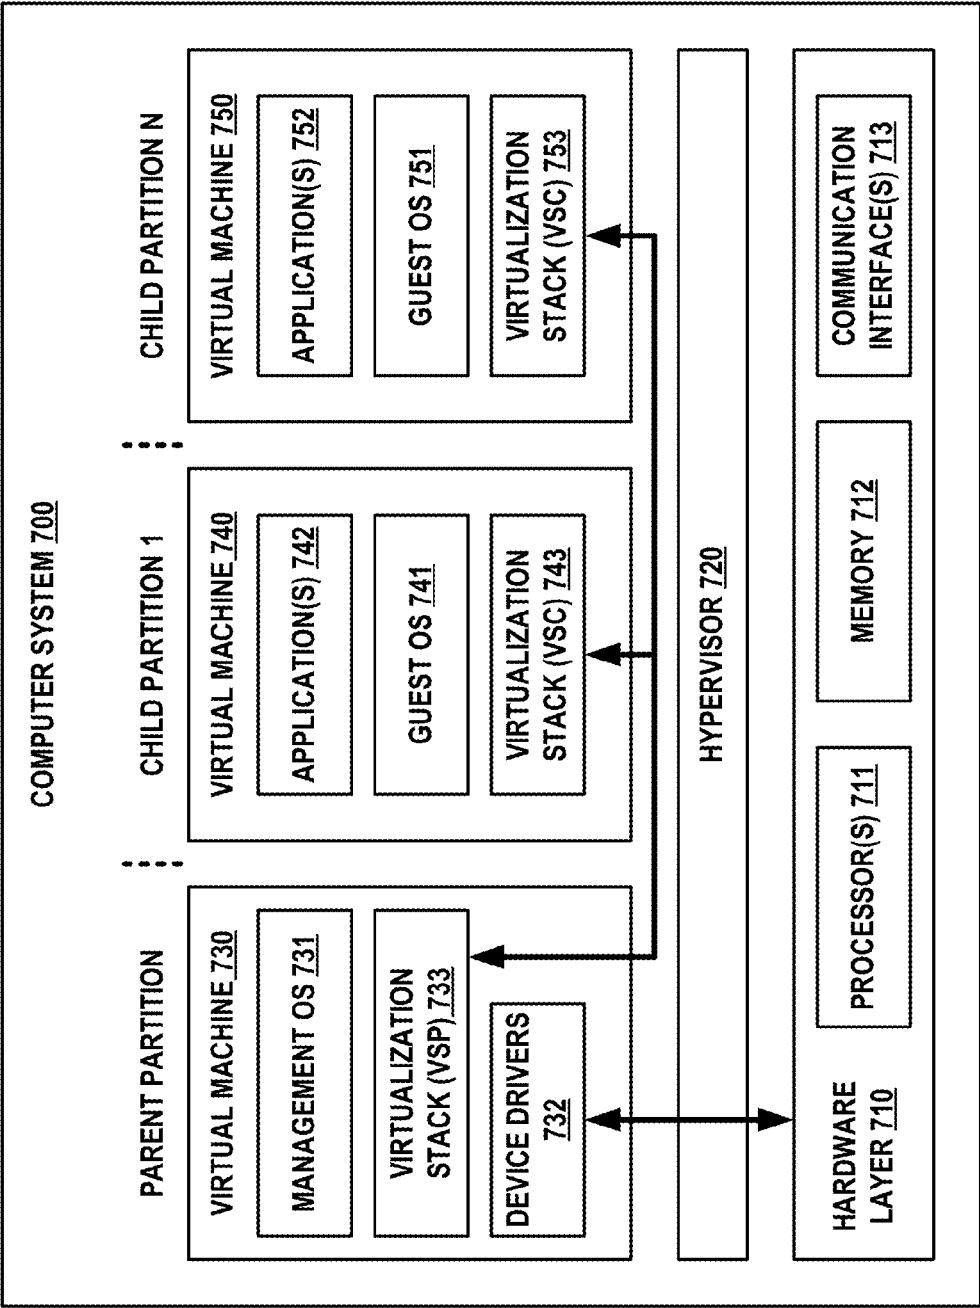 COMPUTER SYSTEM 700
PARENT PARTITION
VIRTUAL MACHINE 730
MANAGEMENT OS 731
VIRTUALIZATION
STACK (VSP) 733
DEVICE DRIVERS
732
CHILD PARTITION 1
VIRTUAL MACHINE 740
APPLICATION(S) 742
GUEST OS 741
VIRTUALIZATION
STACK (VSC) 743
CHILD PARTITION N
VIRTUAL MACHINE 750
APPLICATION(S) 752
GUEST OS 751
VIRTUALIZATION
STACK (VSC) 753
HYPERVISOR 720
HARDWARE
LAYER 710
PROCESSOR(S) 711
MEMORY 712
COMMUNICATION
INTERFACE(S) 713